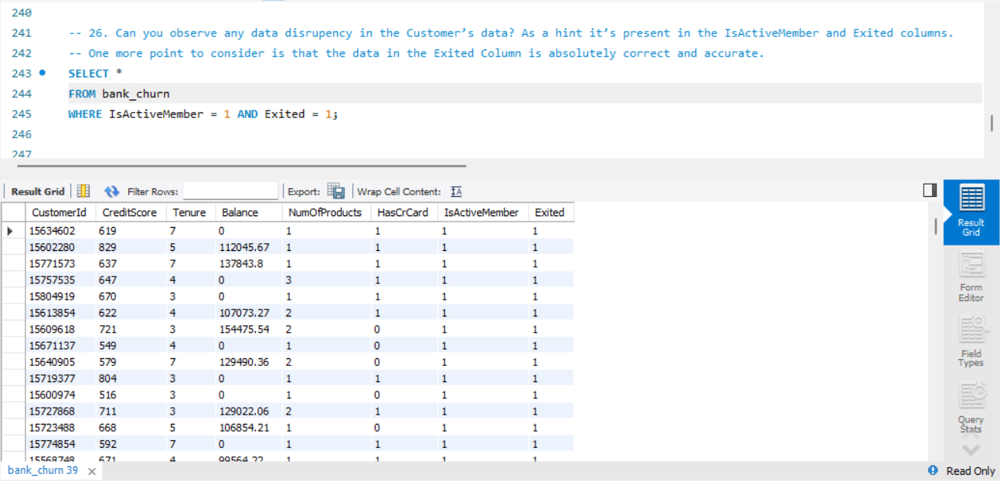 240
241 -- 26. Can you observe any data disrupency in the Customer’s data? As a hint it’s present in the IsActiveMember and Exited columns.
242 -- One more point to consider is that the data in the Exited Column is absolutely correct and accurate.
243 SELECT *
244 FROM bank_churn
245 WHERE IsActiveMember = 1 AND Exited = 1;
246
247
Result Grid Filter Rows: Export: Wrap Cell Content: IA
CustomerId CreditScore Tenure Balance NumOfProducts HasCrCard IsActiveMember Exited
15634602 619 7 0 1 1 1 1
15602280 829 5 112045.67 1 1 1 1
15771573 637 7 137843.8 1 1 1 1
15757535 647 4 0 3 1 1 1
15804919 670 3 0 1 1 1 1
15613854 622 4 107073.27 2 1 1 1
15609618 721 3 154475.54 2 0 1 1
15671137 549 4 0 1 0 1 1
15640905 579 7 129490.36 2 0 1 1
15719377 804 3 0 1 1 1 1
15600974 516 3 0 1 0 1 1
15727868 711 3 129022.06 2 1 1 1
15723488 668 5 106854.21 1 0 1 1
15774854 592 7 0 1 1 1 1
15568748 671 4 99564.22 1 1 1 1
Result
Grid
Form
Editor
Field
Types
Query
Stats
bank_churn 39
Read Only